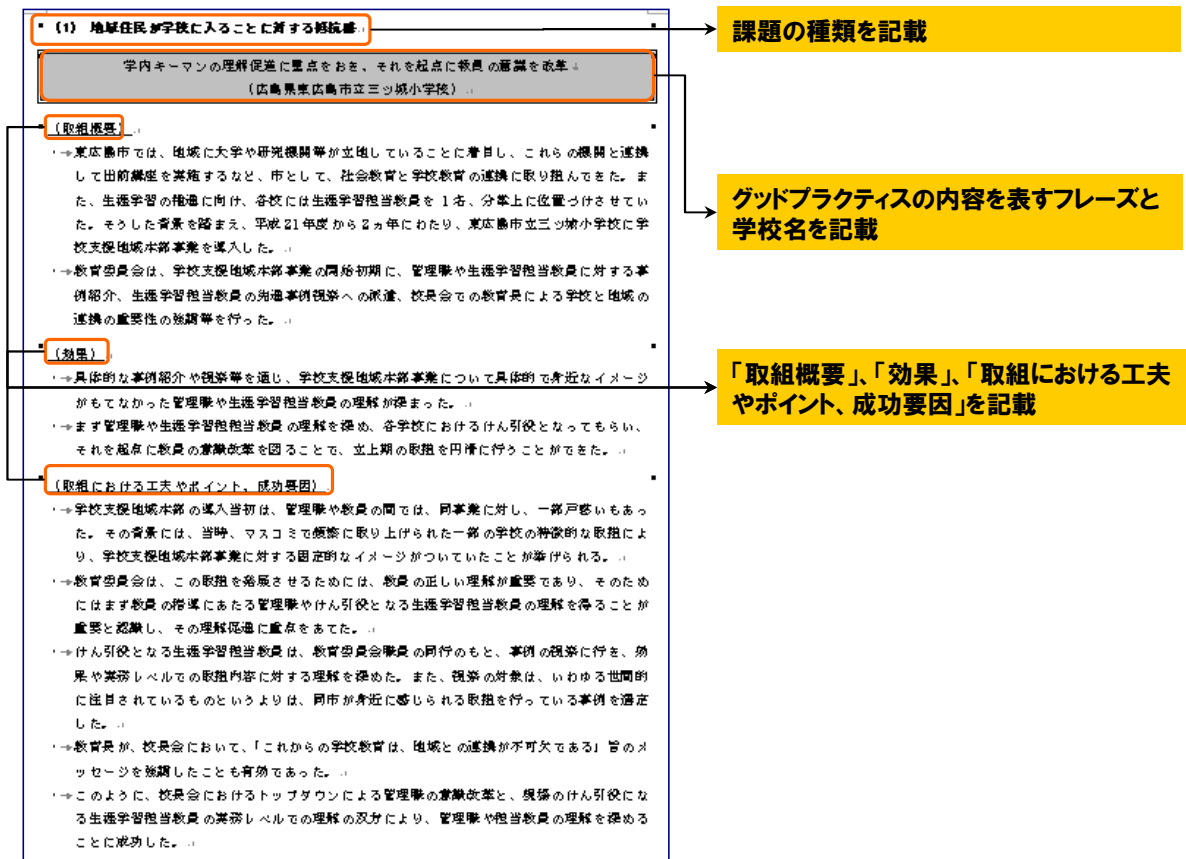 (1) 地域住民が学校に入ることに対する抵抗感
学内キーマンの理解促進に重点をおき、それを起点に教員の意識を改革
(広島県東広島市立三ッ城小学校)
(取組概要)
・東広島市では、地域に大学や研究機関等が立地していることに着目し、これらの機関と連携
して出前講座を実施するなど、市として、社会教育と学校教育の連携に取り組んできた。ま
た、生涯学習の推進に向け、各校には生涯学習担当教員を1名、分掌上に位置づけさせてい
た。そうした背景を踏まえ、平成21年度から2ヵ年にわたり、東広島市立三ッ城小学校に学
校支援地域本部事業を導入した。
・教育委員会は、学校支援地域本部事業の開始初期に、管理職や生涯学習担当教員に対する事
例紹介、生涯学習担当教員の先進事例視察への派遣、校長会での教育長による学校と地域の
連携の重要性の強調等を行った。
(効果)
・具体的な事例紹介や視察等を通じ、学校支援地域本部事業について具体的で身近なイメージ
がもてなかった管理職や生涯学習担当教員の理解が深まった。
・まず管理職や生涯学習担当教員の理解を深め、各学校におけるけん引役となってもらい、
それを起点に教員の意識改革を図ることで、立上期の取組を円滑に行うことができた。
(取組における工夫やポイント、成功要因)
・学校支援地域本部の導入当初は、管理職や教員の間では、同事業に対し、一部戸惑いもあっ
た。その背景には、当時、マスコミで頻繁に取り上げられた一部の学校の特徴的な取組によ
り、学校支援地域本部事業に対する固定的なイメージがついていたことが挙げられる。
・教育委員会は、この取組を発展させるためには、教員の正しい理解が重要であり、そのため
にはまず教員の指導にあたる管理職やけん引役となる生涯学習担当教員の理解を得ることが
重要と認識し、その理解促進に重点をあてた。
・けん引役となる生涯学習担当教員は、教育委員会職員の同行のもと、事例の視察に行き、効
果や実務レベルでの取組内容に対する理解を深めた。また、視察の対象は、いわゆる世間的
に注目されているものというよりは、同市が身近に感じられる取組を行っている事例を選定
した。
・教育長が、校長会において、「これからの学校教育は、地域との連携が不可欠である」旨のメ
ッセージを強調したことも有効であった。
・このように、校長会におけるトップダウンによる管理職の意識改革と、現場のけん引役にな
る生涯学習担当教員の実務レベルでの理解の双方により、管理職や担当教員の理解を深める
ことに成功した。
課題の種類を記載
グッドプラクティスの内容を表すフレーズと
学校名を記載
「取組概要」、「効果」、「取組における工夫
やポイント、成功要因」を記載